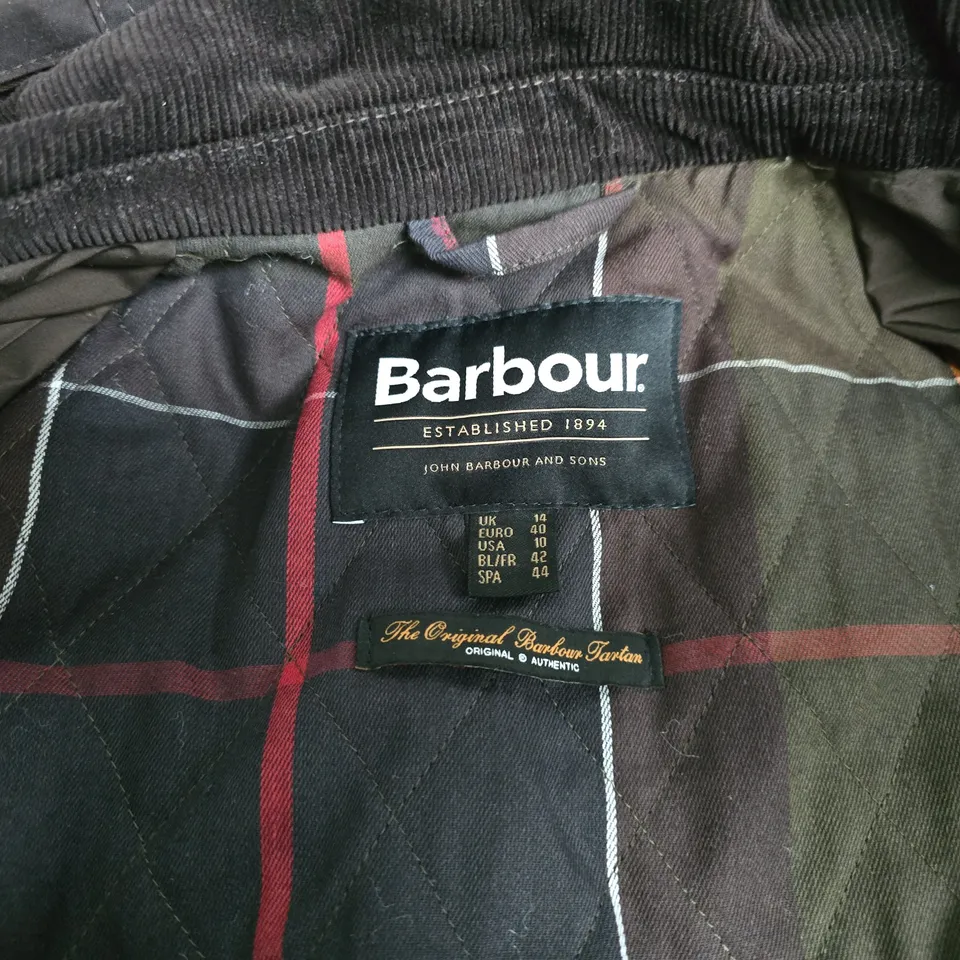 Barbour.
ESTABLISHED 1894
JOHN BARBOUR AND SONS
UK 14
EURO 40
USA 10
BL/FR 42
SPA 44
The Original Barbour Tartan
ORIGINAL ® AUTHENTIC